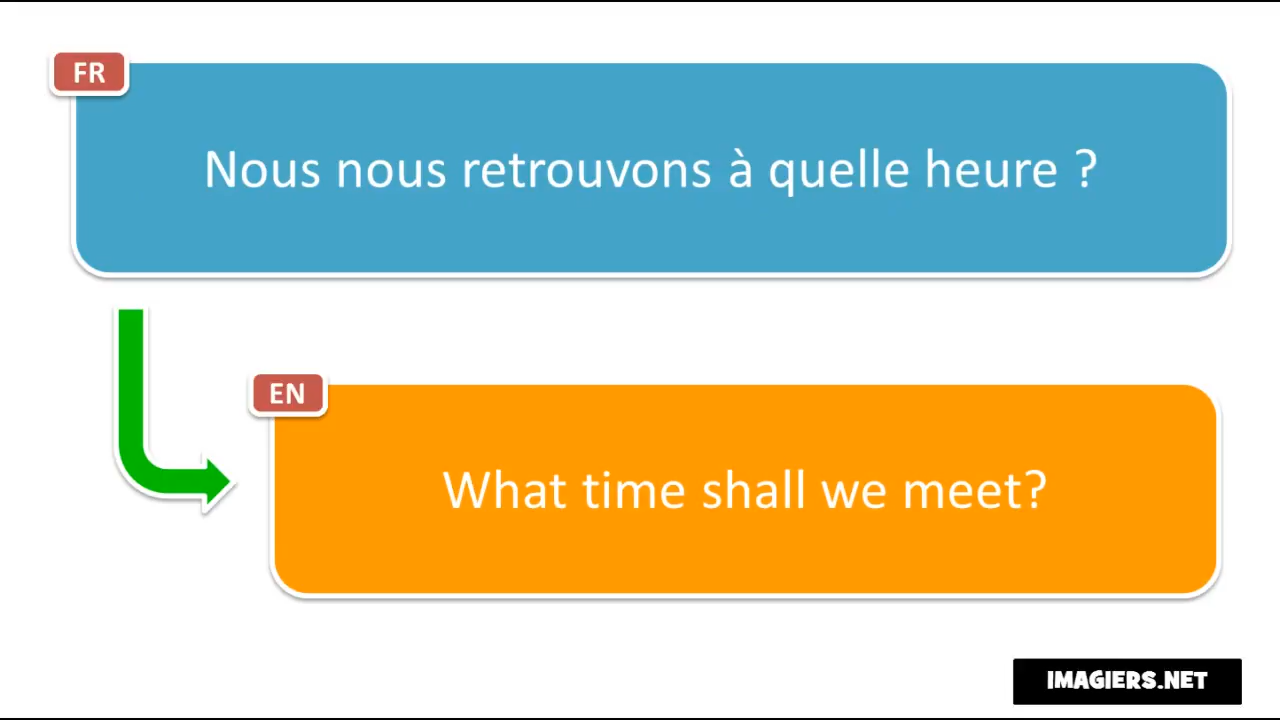 FR
Nous nous retrouvons à quelle heure ?
EN
What time shall we meet?
IMAGIERS.NET